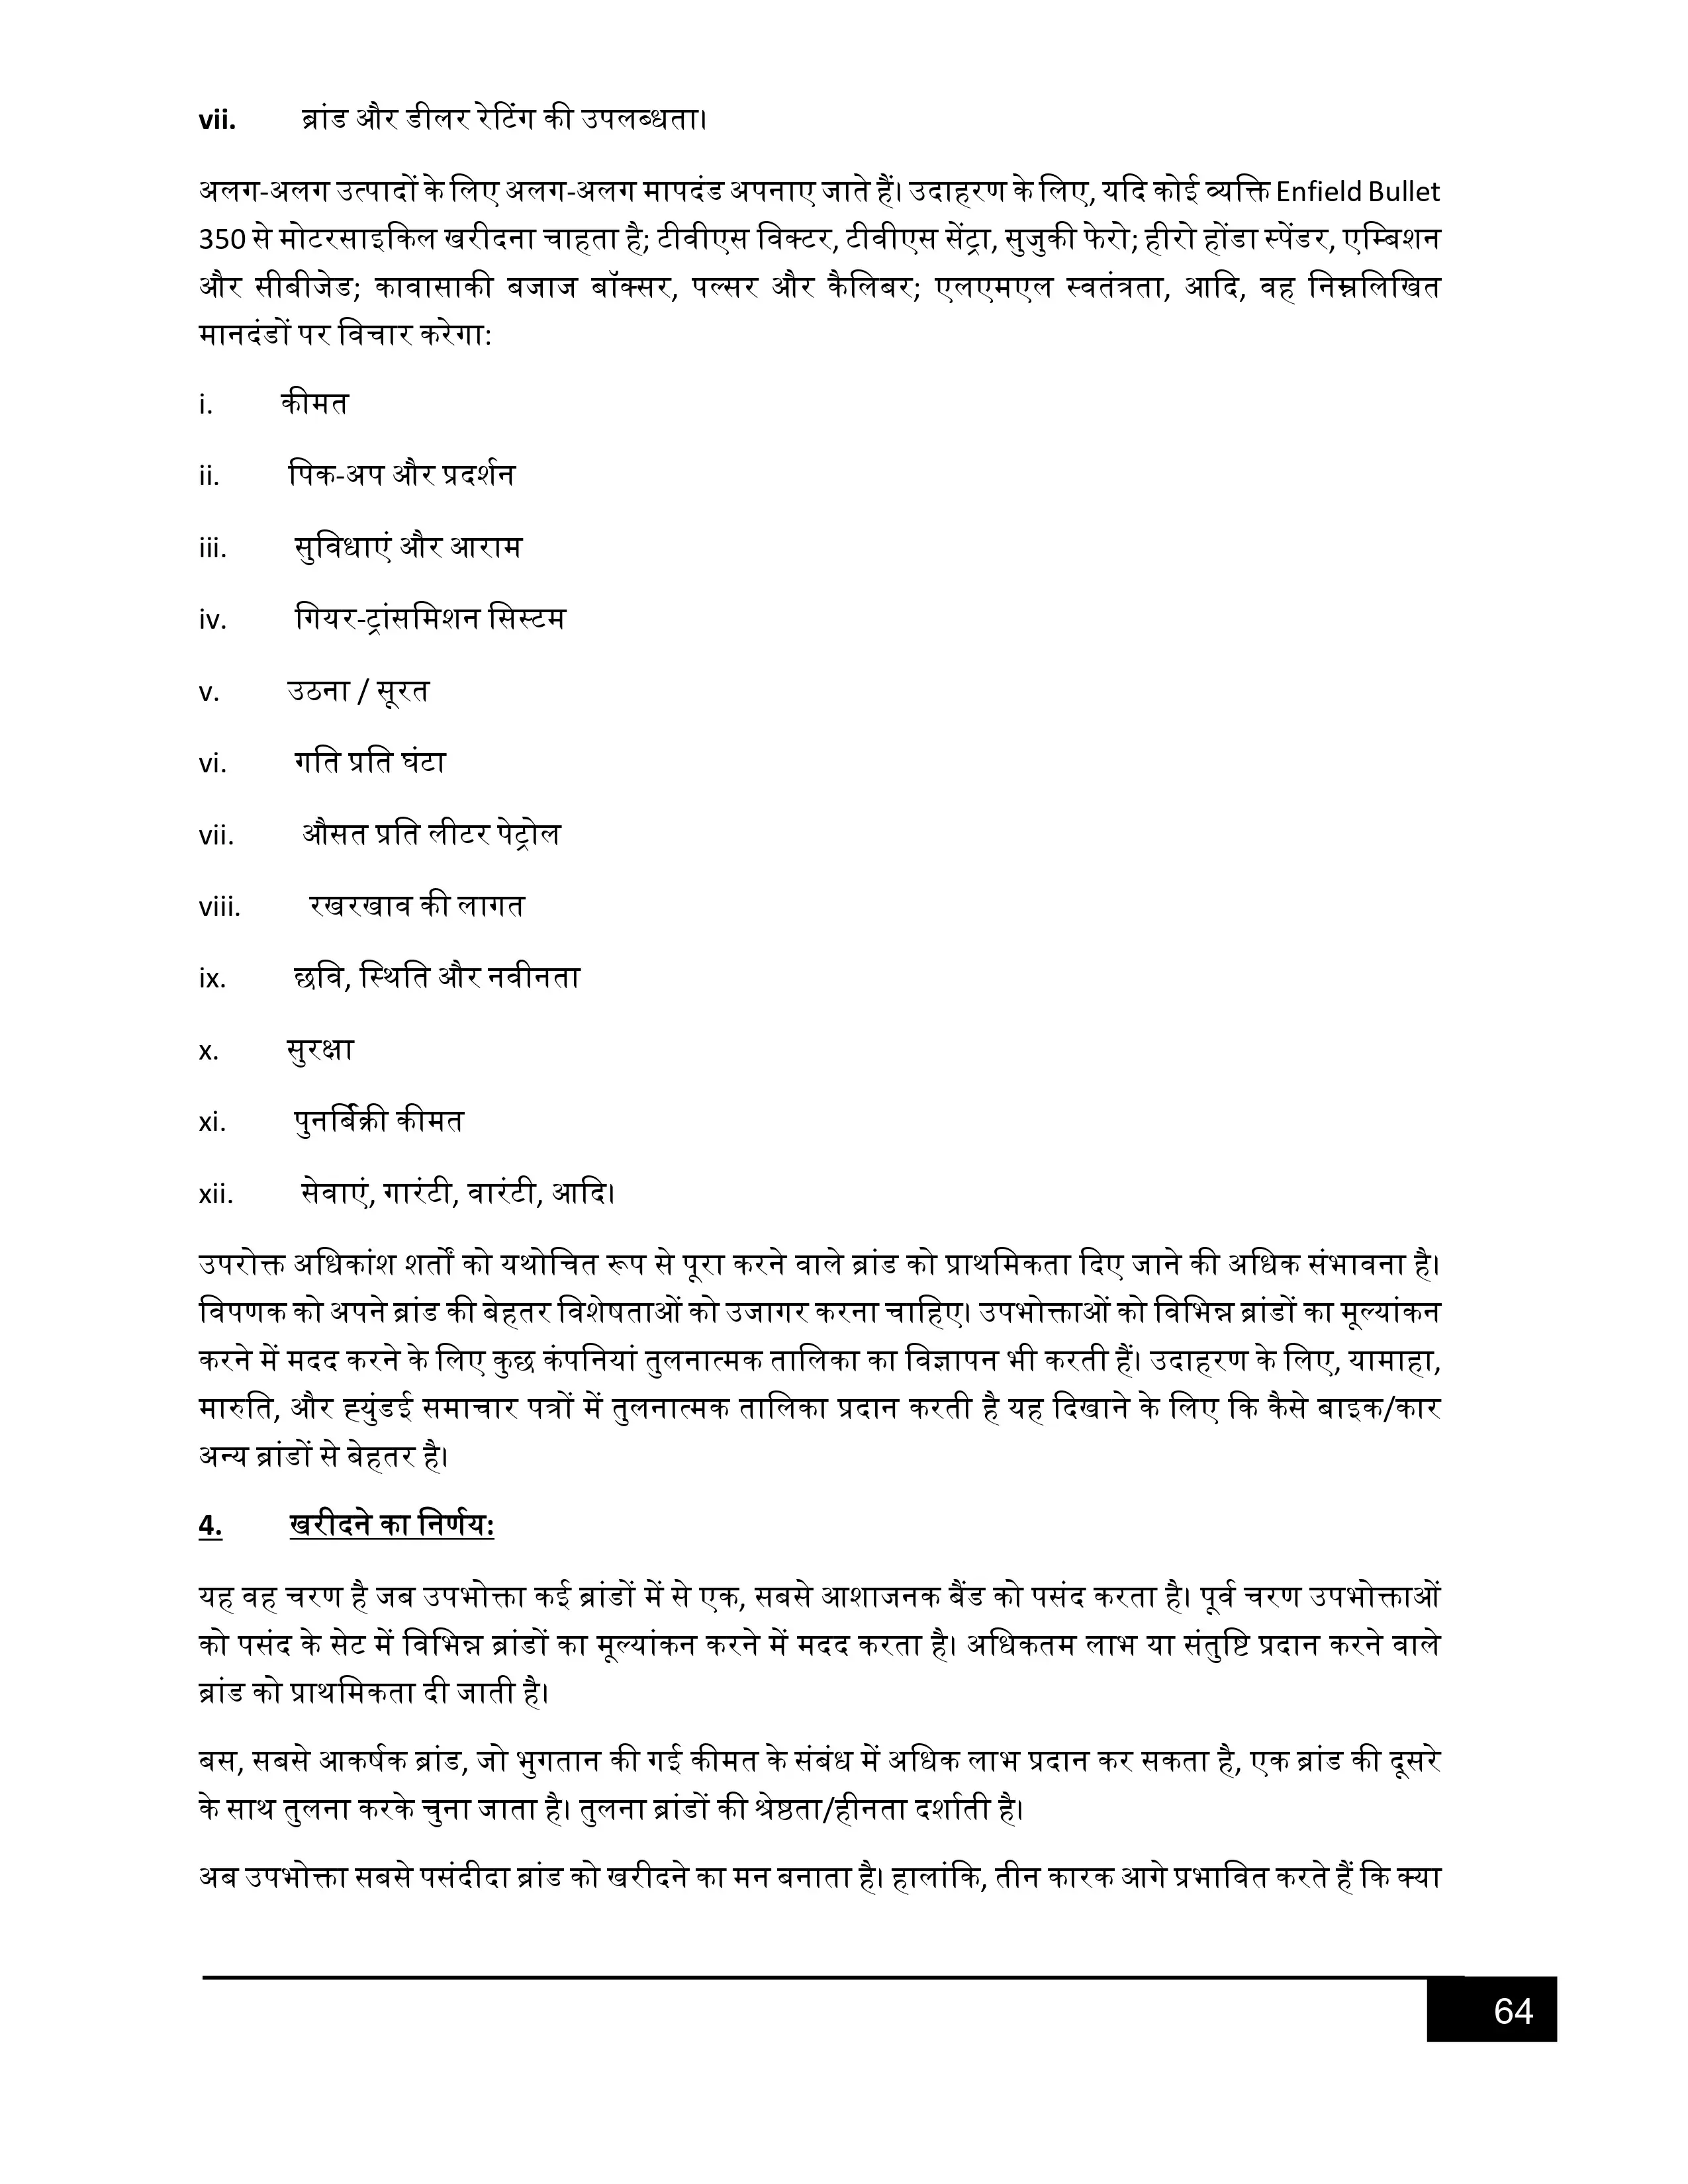 vii. ब्रांड और डीलर रेटिंग की उपलब्धता।
अलग-अलग उत्पादों के लिए अलग-अलग मापदंड अपनाए जाते हैं। उदाहरण के लिए, यदि कोई व्यक्ति Enfield Bullet
350 से मोटरसाइकिल खरीदना चाहता है; टीवीएस विक्टर, टीवीएस सेंट्रा, सुजुकी फेरो; हीरो होंडा स्पेंडर, एम्बिशन
और सीबीजेड; कावासाकी बजाज बॉक्सर, पल्सर और कैलिबर; एलएमएल स्वतंत्रता, आदि, वह निम्नलिखित
मानदंडों पर विचार करेगा:
i. कीमत
ii. पिक-अप और प्रदर्शन
iii. सुविधाएं और आराम
iv. गियर-ट्रांसमिशन सिस्टम
v. उठना / सूरत
vi. गति प्रति घंटा
vii. औसत प्रति लीटर पेट्रोल
viii. रखरखाव की लागत
ix. छवि, स्थिति और नवीनता
x. सुरक्षा
xi. पुनर्बिक्री कीमत
xii. सेवाएं, गारंटी, वारंटी, आदि।
उपरोक्त अधिकांश शर्तों को यथोचित रूप से पूरा करने वाले ब्रांड को प्राथमिकता दिए जाने की अधिक संभावना है।
विपणक को अपने ब्रांड की बेहतर विशेषताओं को उजागर करना चाहिए। उपभोक्ताओं को विभिन्न ब्रांडों का मूल्यांकन
करने में मदद करने के लिए कुछ कंपनियां तुलनात्मक तालिका का विज्ञापन भी करती हैं। उदाहरण के लिए, यामाहा,
मारुति, और ह्युंडई समाचार पत्रों में तुलनात्मक तालिका प्रदान करती है यह दिखाने के लिए कि कैसे बाइक/कार
अन्य ब्रांडों से बेहतर है।
4. खरीदने का निर्णय:
यह वह चरण है जब उपभोक्ता कई ब्रांडों में से एक, सबसे आशाजनक बैंड को पसंद करता है। पूर्व चरण उपभोक्ताओं
को पसंद के सेट में विभिन्न ब्रांडों का मूल्यांकन करने में मदद करता है। अधिकतम लाभ या संतुष्टि प्रदान करने वाले
ब्रांड को प्राथमिकता दी जाती है।
बस, सबसे आकर्षक ब्रांड, जो भुगतान की गई कीमत के संबंध में अधिक लाभ प्रदान कर सकता है, एक ब्रांड की दूसरे
के साथ तुलना करके चुना जाता है। तुलना ब्रांडों की श्रेष्ठता/हीनता दर्शाती है।
अब उपभोक्ता सबसे पसंदीदा ब्रांड को खरीदने का मन बनाता है। हालांकि, तीन कारक आगे प्रभावित करते हैं कि क्या
64